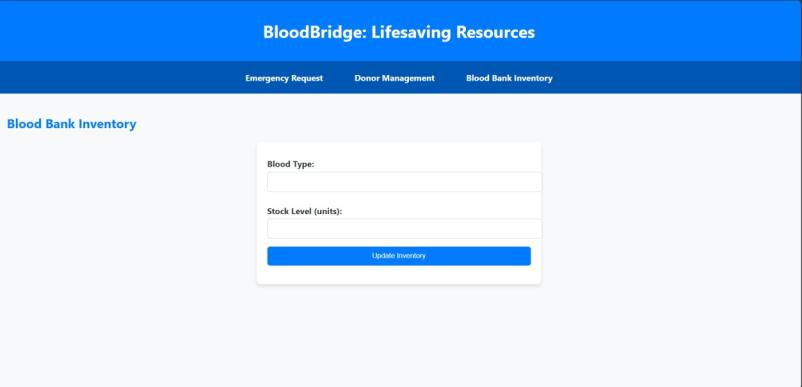 BloodBridge: Lifesaving Resources
Emergency Request Donor Management Blood Bank Inventory
Blood Bank Inventory
Blood Type:
Stock Level (units):
Update Inventory